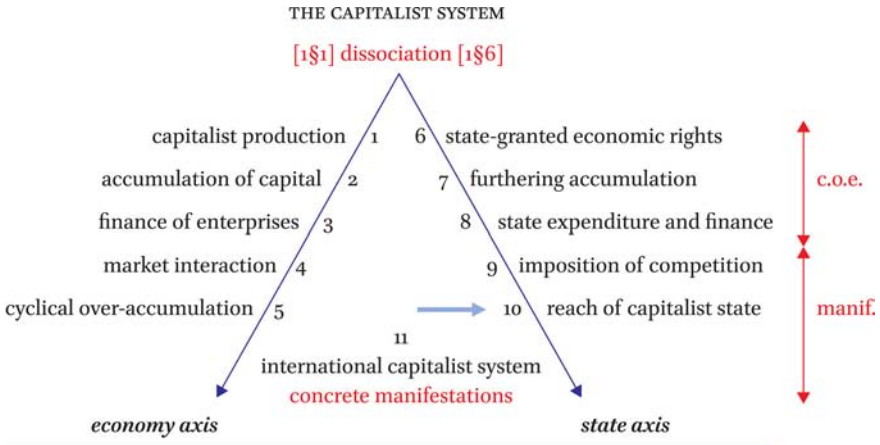 THE CAPITALIST SYSTEM
[1§1] dissociation [1§6]
capitalist production 1 6 state-granted economic rights
accumulation of capital 2 7 furthering accumulation
c.o.e.
finance of enterprises 3 8 state expenditure and finance
market interaction 4 9 imposition of competition
cyclical over-accumulation 5 10 reach of capitalist state
manif.
11
international capitalist system
concrete manifestations
economy axis state axis